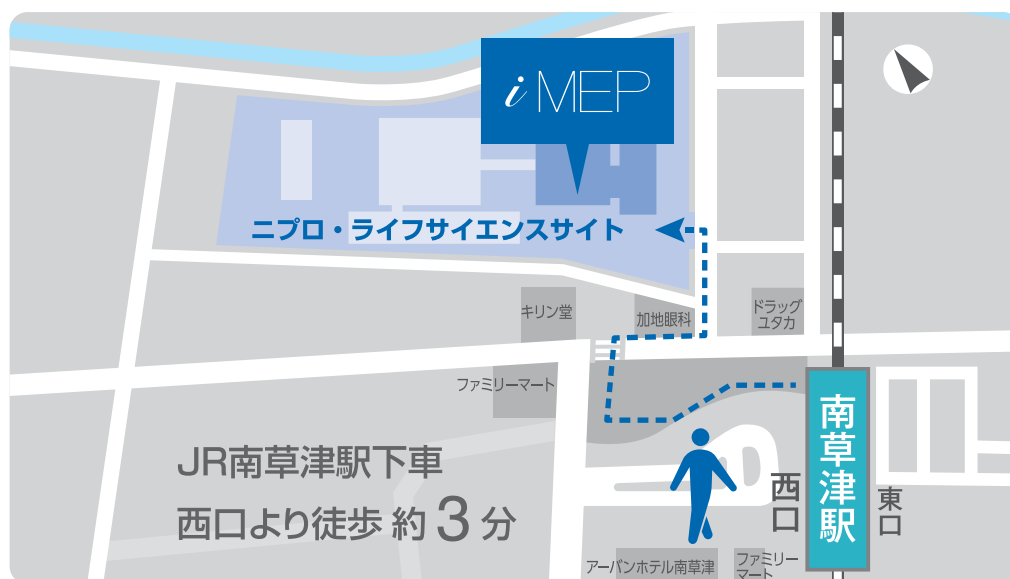 i MEP
ニプロ・ライフサイエンスサイト
キリン堂
加地眼科
ドラッグ
ユタカ
ファミリーマート
JR南草津駅下車
西口より徒歩 約 3 分
南草津駅
西口
東口
アーバンホテル南草津
ファミリー
マート